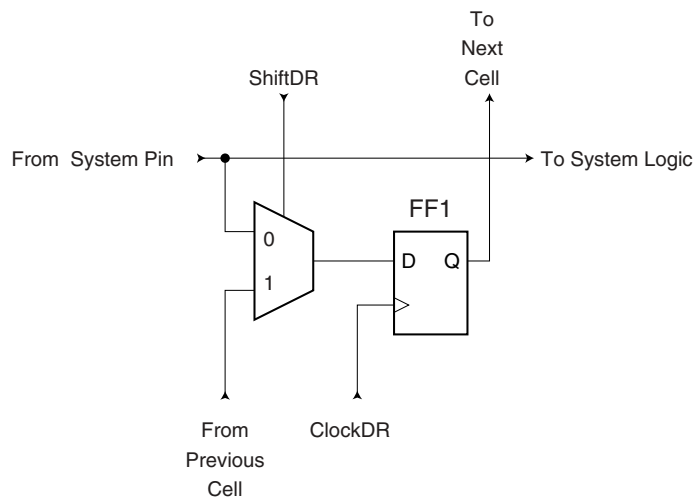 To
Next
Cell
ShiftDR
From System Pin
To System Logic
FF1
0
D Q
1
From
Previous
Cell
ClockDR